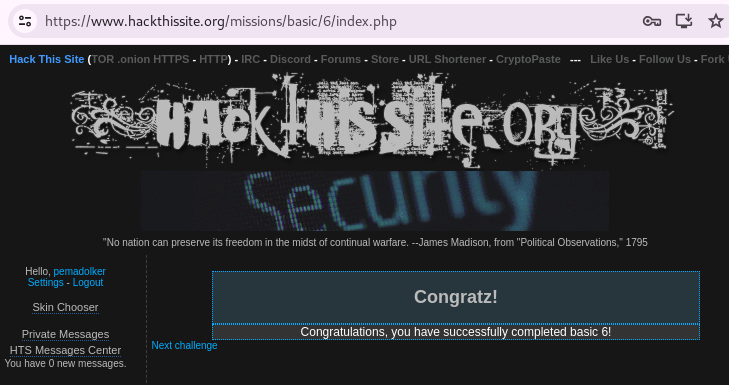 https://www.hackthissite.org/missions/basic/6/index.php
Hack This Site (TOR .onion HTTPS - HTTP) - IRC - Discord - Forums - Store - URL Shortener - CryptoPaste --- Like Us - Follow Us - Fork U
HAck THIS SitE.ORG
Security
"No nation can preserve its freedom in the midst of continual warfare. --James Madison, from "Political Observations," 1795
Hello, pemadolker
Settings - Logout
Skin Chooser
Private Messages
HTS Messages Center
You have 0 new messages.
Congratz!
Congratulations, you have successfully completed basic 6!
Next challenge